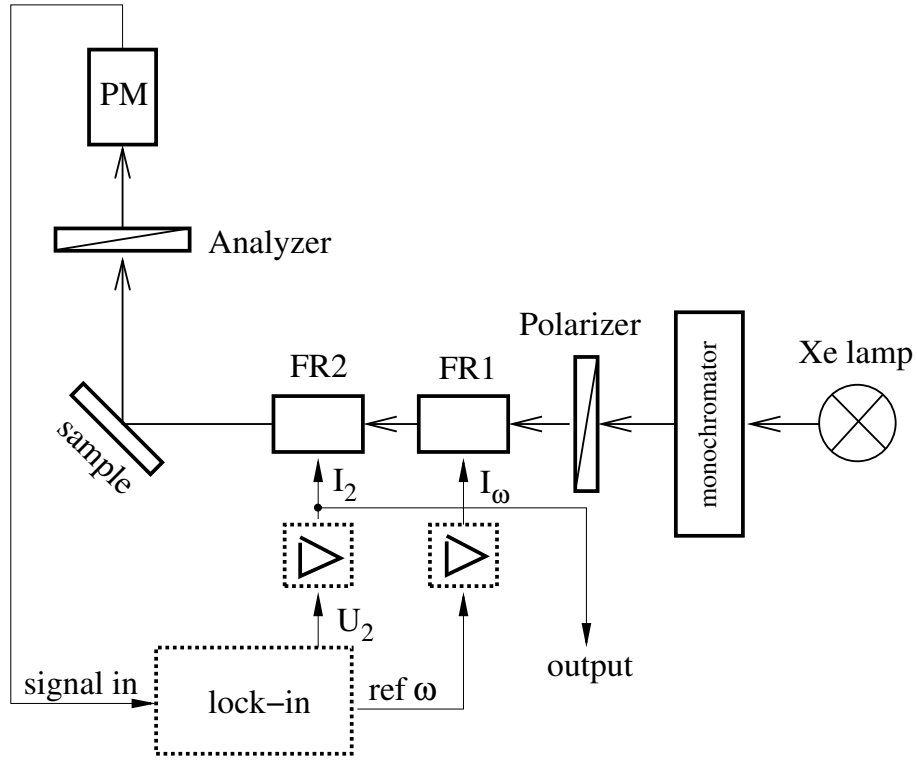 PM
Analyzer
Polarizer
monochromator
Xe lamp
FR2
FR1
sample
I₂
Iω
U₂
output
signal in
lock−in
ref ω